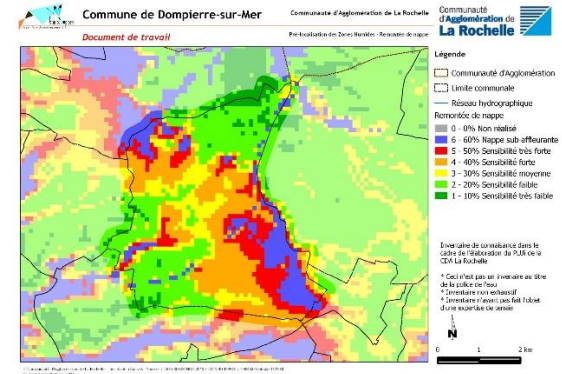 Commune de Dompierre-sur-Mer
Communauté d'Agglomération de La Rochelle
Document de travail
Pré-localisation des Zones Humides - Remontée de nappe
Communauté
d'Agglomération de
La Rochelle
Légende
Communauté d'Agglomération
Limite communale
Réseau hydrographique
Remontée de nappe
0 - 0% Non réalisé
6 - 60% Nappe sub-affleurante
5 - 50% Sensibilité très forte
4 - 40% Sensibilité forte
3 - 30% Sensibilité moyenne
2 - 20% Sensibilité faible
1 - 10% Sensibilité très faible
Inventaire de connaisance dans le
cadre de l'élaboration du PLUi de la
CDA La Rochelle
* Ceci n'est pas un inventaire au titre
de la police de l'eau
* Inventaire non exhaustif
* Inventaire n'ayant pas fait l'objet
d'une expertise de terrain
N
0 1 2 km